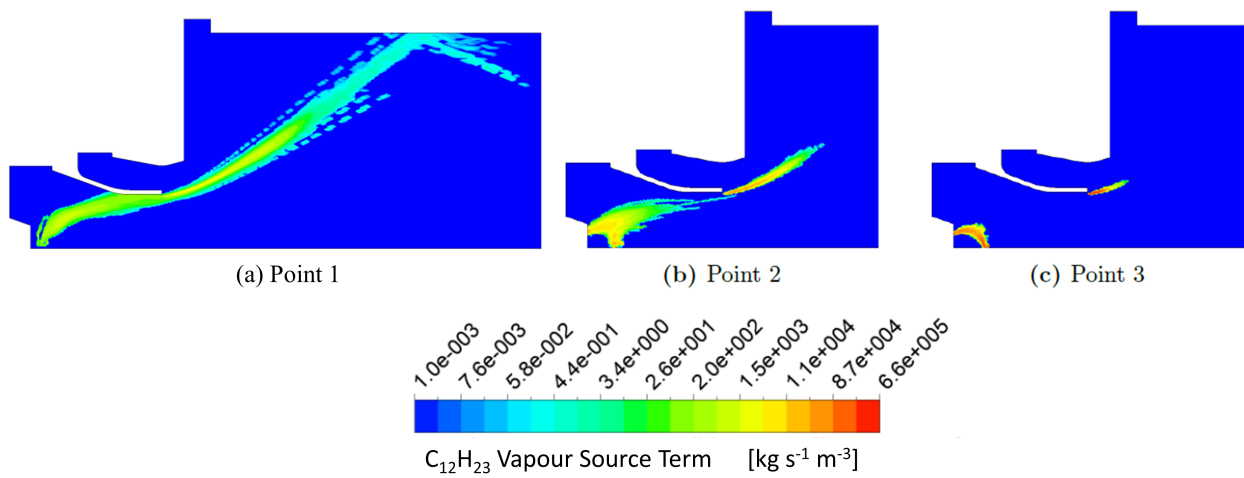 (a) Point 1
(b) Point 2
(c) Point 3
1.0e-003
7.6e-003
5.8e-002
4.4e-001
3.4e+000
2.6e+001
2.0e+002
1.5e+003
1.1e+004
8.7e+004
6.6e+005
C₁₂H₂₃ Vapour Source Term [kg s⁻¹ m⁻³]